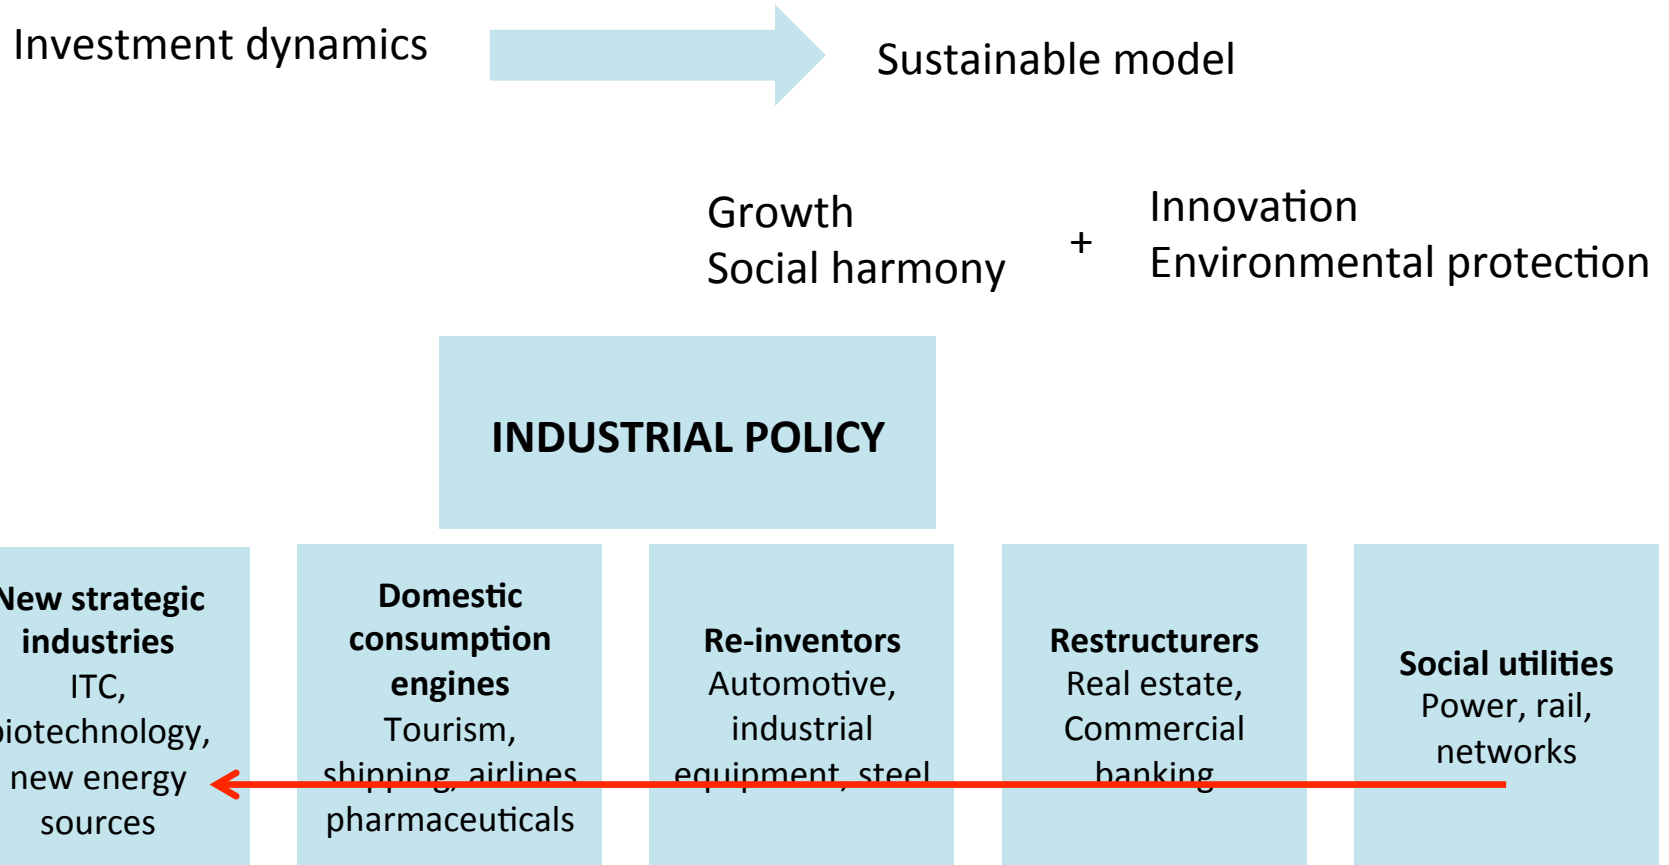 Investment dynamics
Sustainable model
Growth
Social harmony
+
Innovation
Environmental protection
INDUSTRIAL POLICY
New strategic
industries
ITC,
biotechnology,
new energy
sources
Domestic
consumption
engines
Tourism,
shipping, airlines
pharmaceuticals
Re-inventors
Automotive,
industrial
equipment, steel
Restructurers
Real estate,
Commercial
banking
Social utilities
Power, rail,
networks